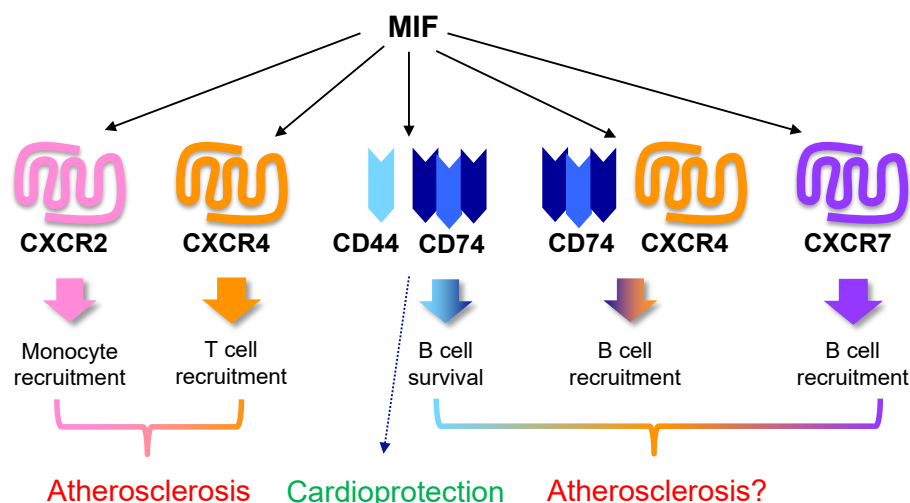 MIF
CXCR2 CXCR4 CD44 CD74 CD74 CXCR4 CXCR7
Monocyte recruitment
T cell recruitment
B cell survival
B cell recruitment
B cell recruitment
Atherosclerosis Cardioprotection Atherosclerosis?